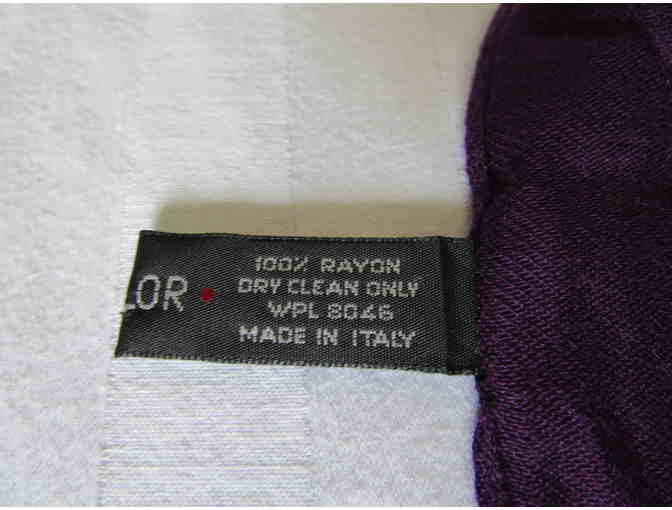 LOR
100% RAYON
DRY CLEAN ONLY
WPL 8046
MADE IN ITALY